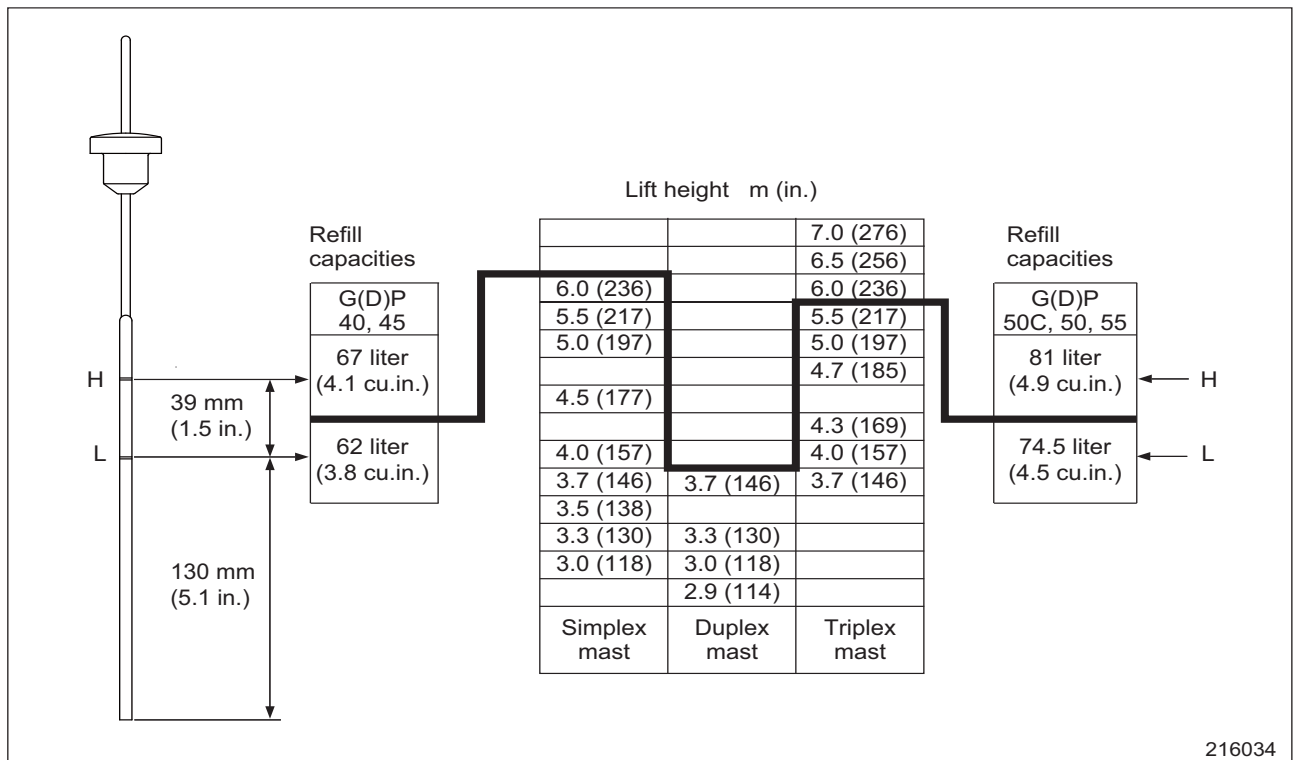 Lift height m (in.)
Refill
capacities
G(D)P
40, 45
67 liter
(4.1 cu.in.)
62 liter
(3.8 cu.in.)
H
L
39 mm
(1.5 in.)
130 mm
(5.1 in.)
7.0 (276)
6.5 (256)
6.0 (236) 6.0 (236)
5.5 (217) 5.5 (217)
5.0 (197) 5.0 (197)
4.7 (185)
4.5 (177)
4.3 (169)
4.0 (157) 4.0 (157)
3.7 (146) 3.7 (146) 3.7 (146)
3.5 (138)
3.3 (130) 3.3 (130)
3.0 (118) 3.0 (118)
2.9 (114)
Simplex
mast
Duplex
mast
Triplex
mast
Refill
capacities
G(D)P
50C, 50, 55
81 liter
(4.9 cu.in.)
74.5 liter
(4.5 cu.in.)
H
L
216034